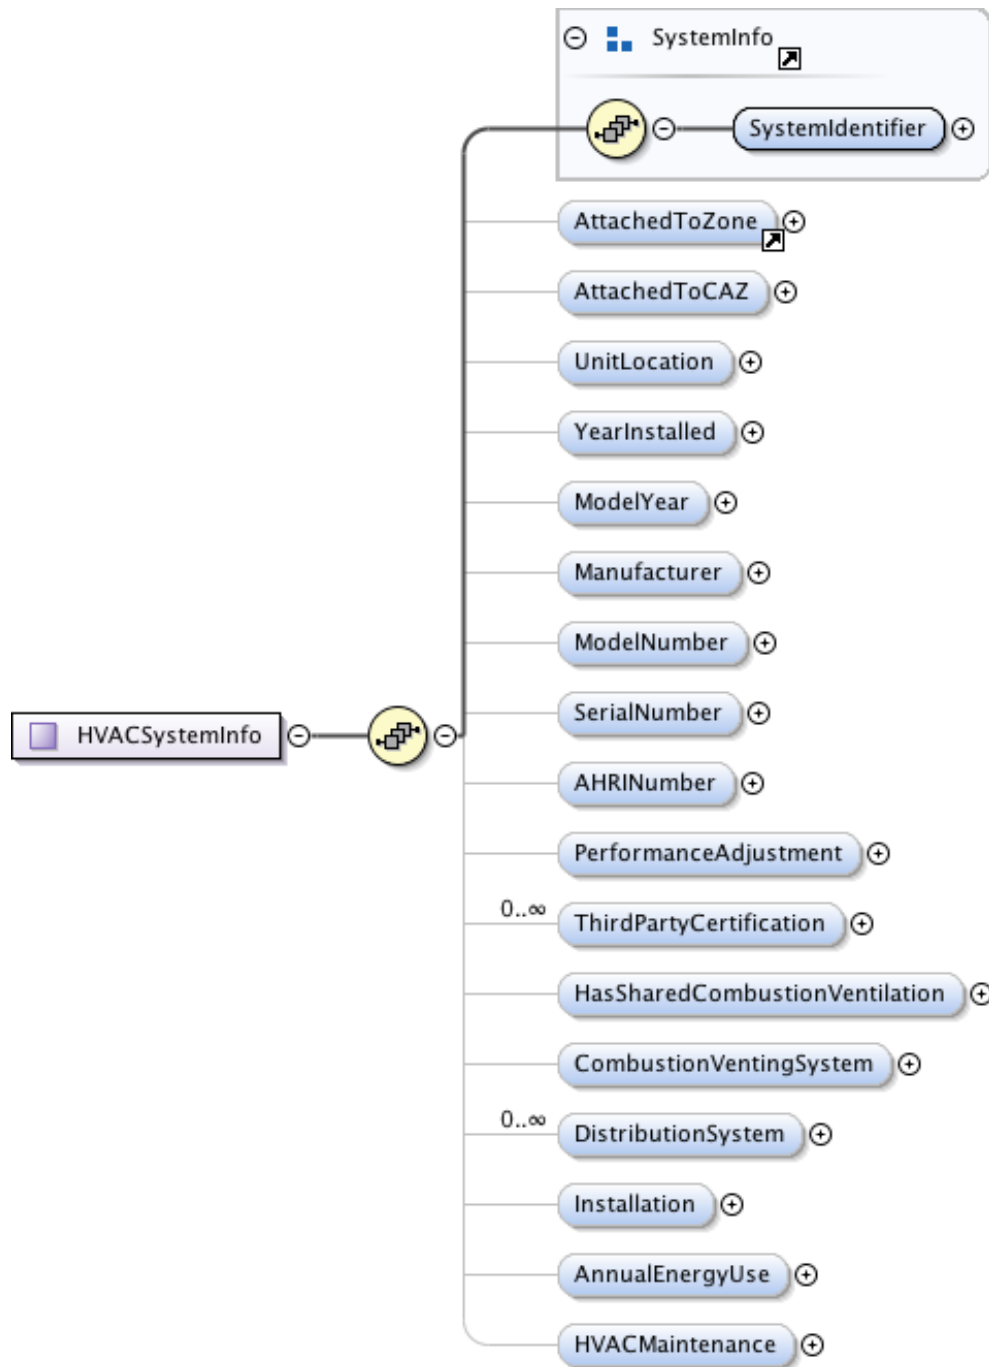 SystemInfo
SystemIdentifier
AttachedToZone
AttachedToCAZ
UnitLocation
YearInstalled
ModelYear
Manufacturer
ModelNumber
SerialNumber
HVACSystemInfo
AHRINumber
PerformanceAdjustment
0..∞
ThirdPartyCertification
HasSharedCombustionVentilation
CombustionVentingSystem
0..∞
DistributionSystem
Installation
AnnualEnergyUse
HVACMaintenance